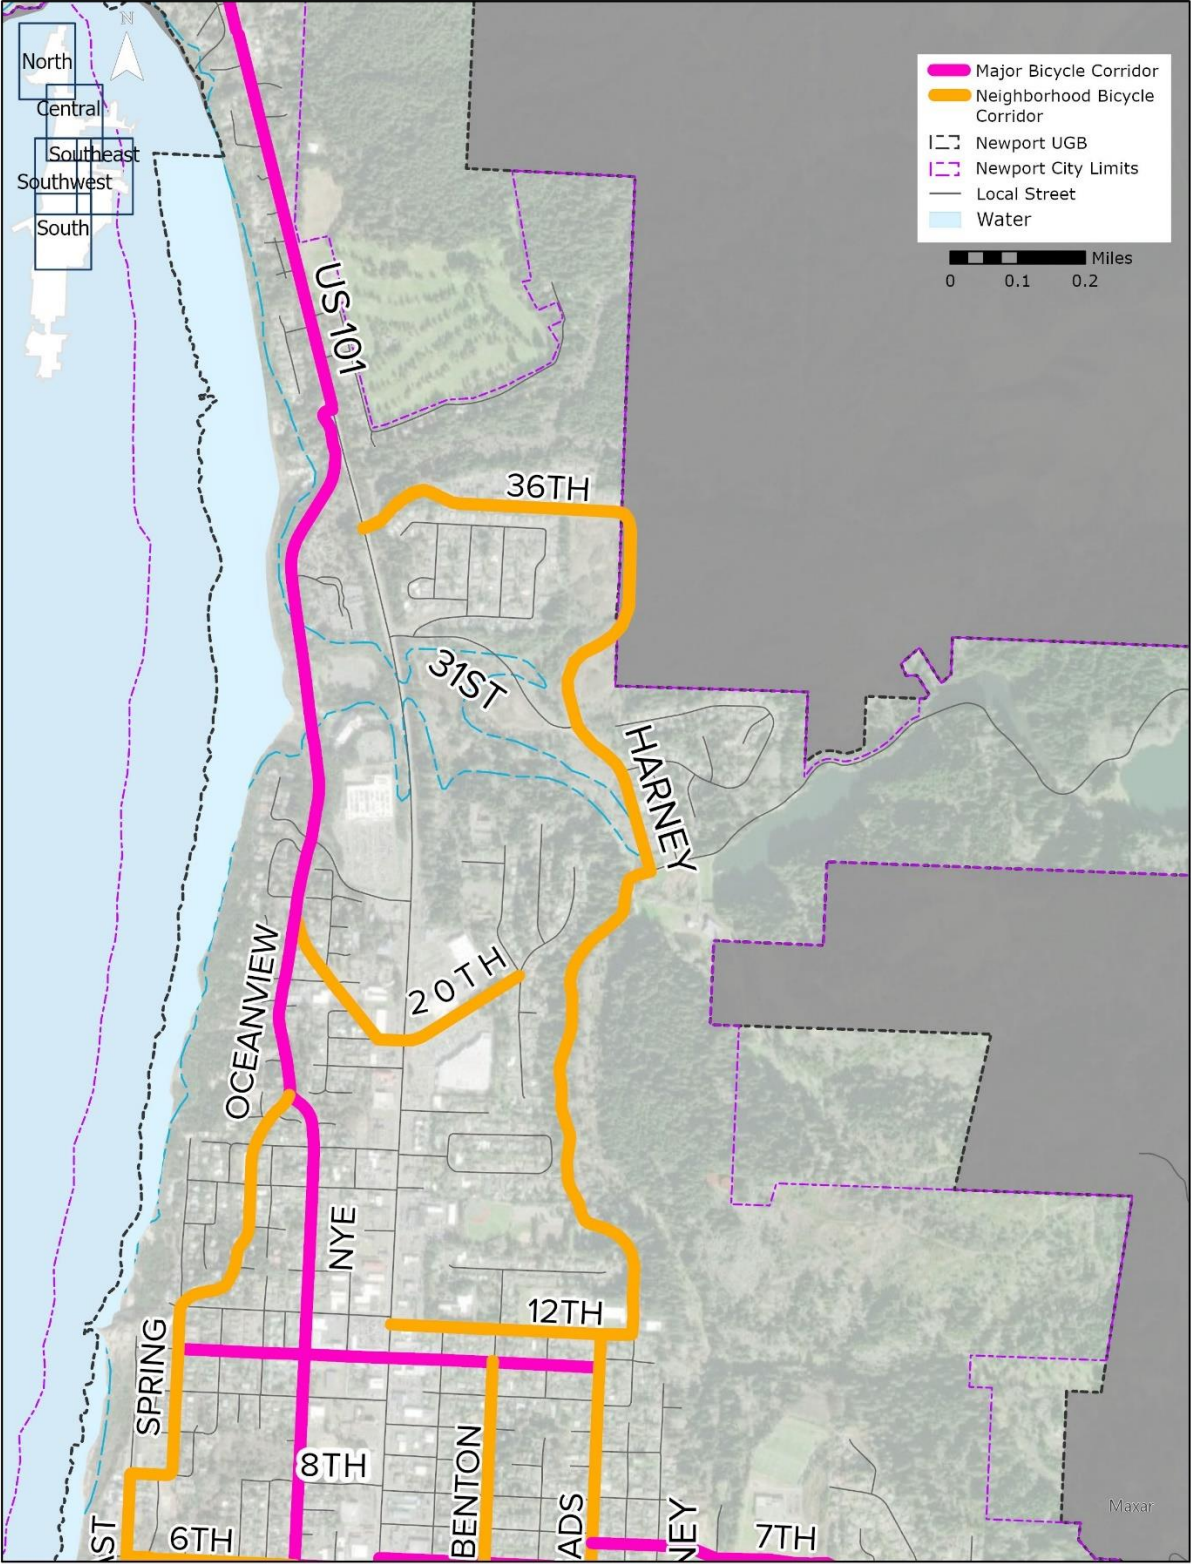 N
North
Central
Southeast
Southwest
South
Major Bicycle Corridor
Neighborhood Bicycle
Corridor
Newport UGB
Newport City Limits
Local Street
Water
Miles
0 0.1 0.2
US 101
36TH
31ST
HARNEY
20TH
OCEANVIEW
NYE
12TH
SPRING
8TH
BENTON
ADS
NEY
AST
6TH
7TH
Maxar